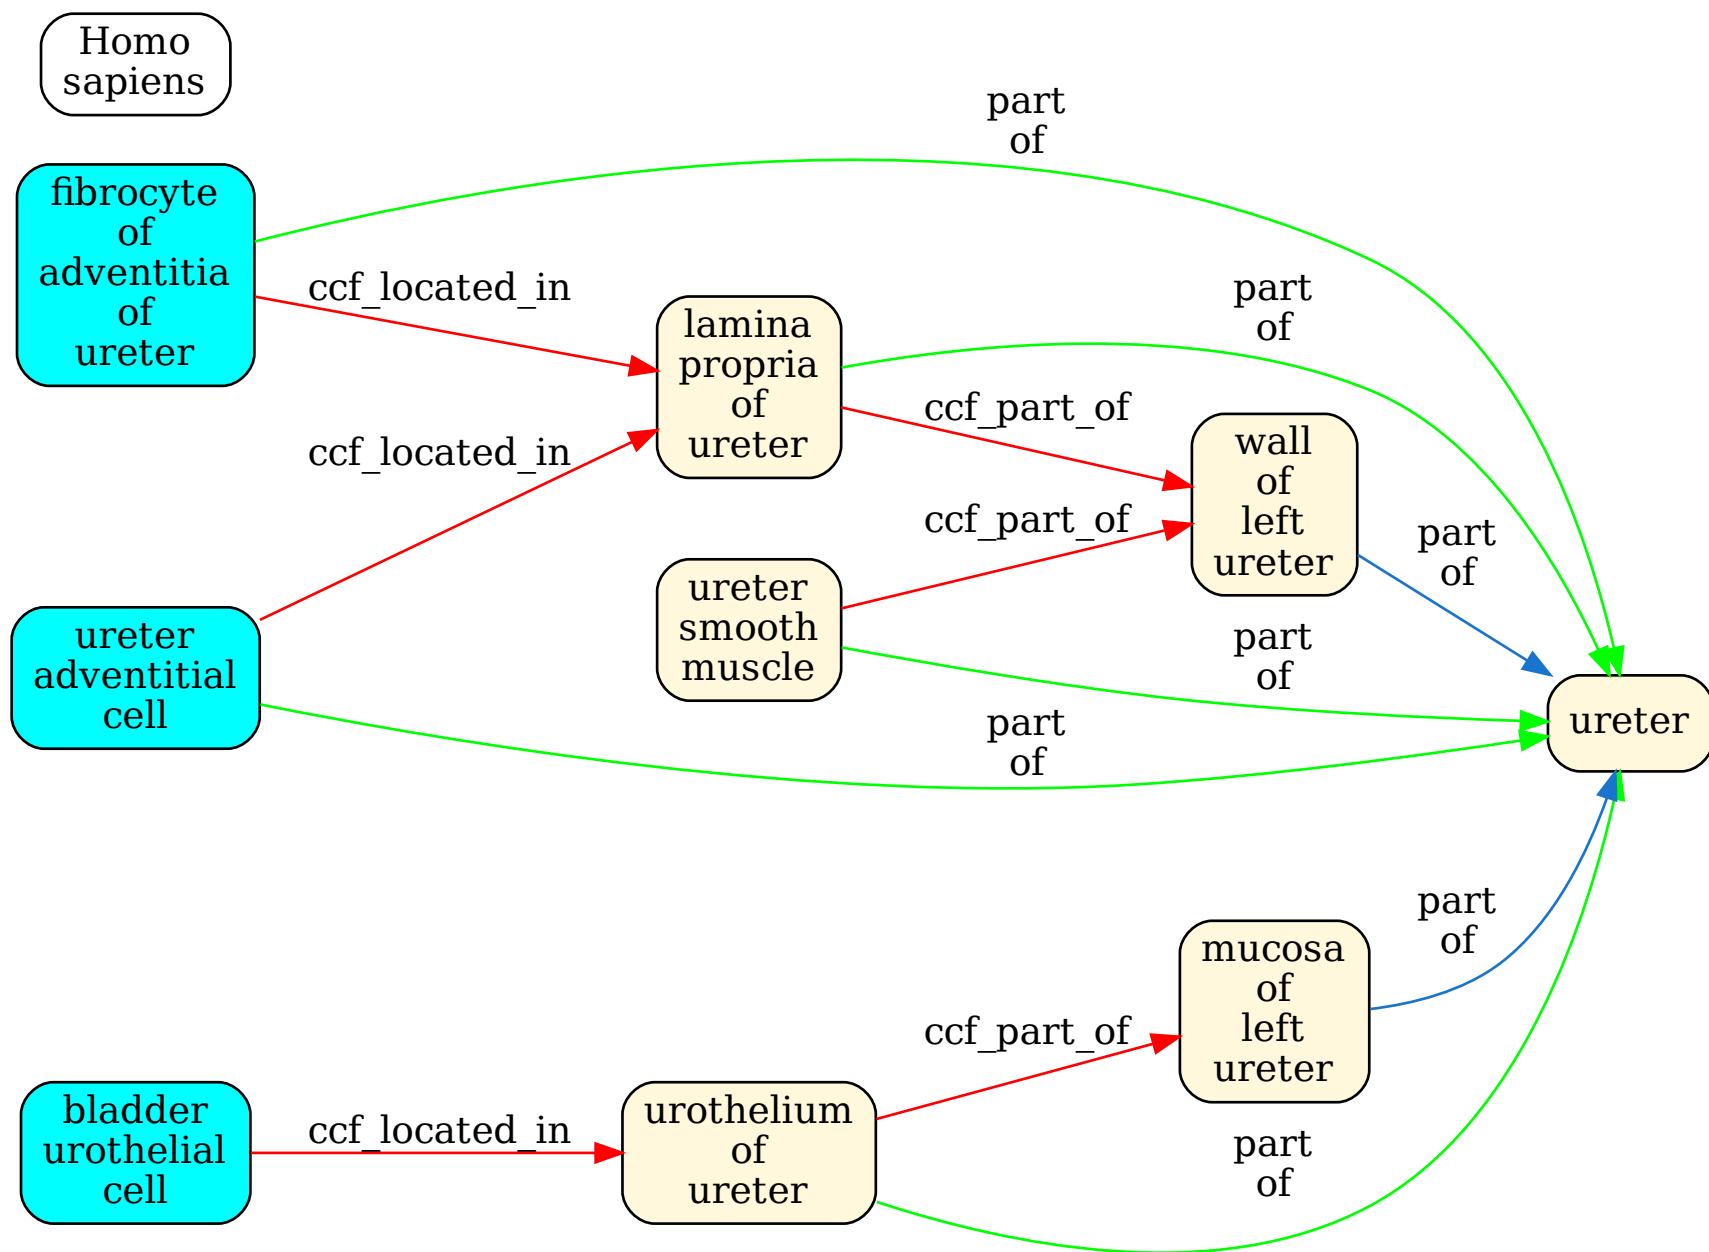 Homo
sapiens
fibrocyte
of
adventitia
of
ureter
ureter
adventitial
cell
bladder
urothelial
cell
ccf_located_in
ccf_located_in
ccf_located_in
lamina
propria
of
ureter
ureter
smooth
muscle
urothelium
of
ureter
part
of
ccf_part_of
ccf_part_of
part
of
ccf_part_of
part
of
wall
of
left
ureter
part
of
mucosa
of
left
ureter
part
of
part
of
part
of
ureter